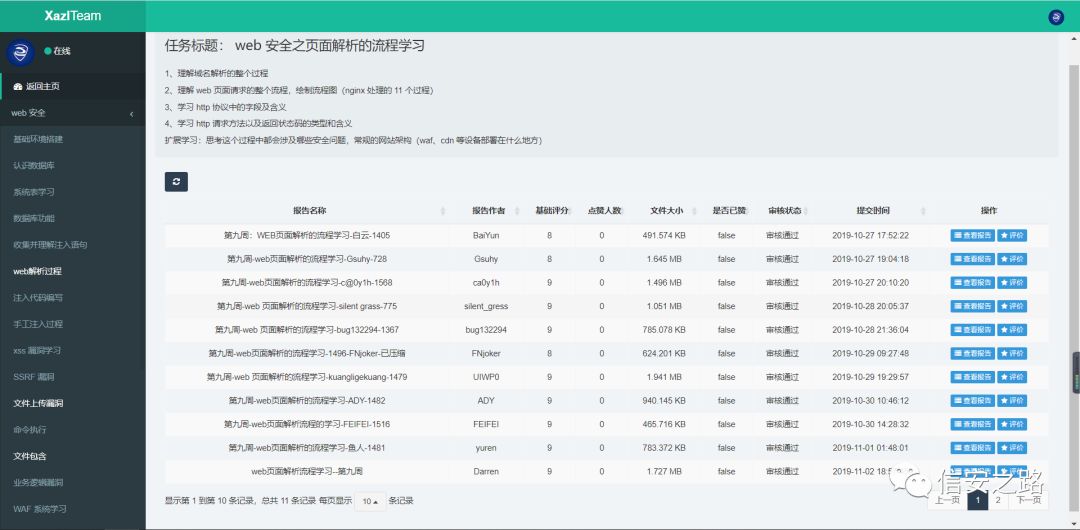 XazlTeam
在线
返回主页
web 安全
基础环境搭建
认识数据库
系统表学习
数据库功能
收集并理解注入语句
web解析过程
注入代码编写
手工注入过程
xss 漏洞学习
SSRF 漏洞
文件上传漏洞
命令执行
文件包含
业务逻辑漏洞
WAF 系统学习
任务标题： web 安全之页面解析的流程学习
1、理解域名解析的整个过程
2、理解 web 页面请求的整个流程，绘制流程图（nginx 处理的 11 个过程）
3、学习 http 协议中的字段及含义
4、学习 http 请求方法以及返回状态码的类型和含义
扩展学习：思考这个过程中都会涉及哪些安全问题，常规的网站架构（waf、cdn 等设备部署在什么地方）
报告名称 报告作者 基础评分 点赞人数 文件大小 是否已赞 审核状态 提交时间 操作
第九周：WEB页面解析的流程学习-白云-1405 BaiYun 8 0 491.574 KB false 审核通过 2019-10-27 17:52:22 查看报告 评价
第九周-web页面解析的流程学习-Gsuhy-728 Gsuhy 8 0 1.645 MB false 审核通过 2019-10-27 19:04:18 查看报告 评价
第九周-web页面解析的流程学习-c@0y1h-1568 ca0y1h 9 0 1.496 MB false 审核通过 2019-10-27 20:10:20 查看报告 评价
第九周-web 页面解析的流程学习-silent grass-775 silent_gress 9 0 1.051 MB false 审核通过 2019-10-28 20:05:37 查看报告 评价
第九周-web 页面解析的流程学习-bug132294-1367 bug132294 9 0 785.078 KB false 审核通过 2019-10-28 21:36:04 查看报告 评价
第九周-web页面解析的流程学习-1496-FNjoker-已压缩 FNjoker 8 0 624.201 KB false 审核通过 2019-10-29 09:27:48 查看报告 评价
第九周-web 页面解析的流程学习-kuangligekuang-1479 UIWP0 9 0 1.941 MB false 审核通过 2019-10-29 19:29:57 查看报告 评价
第九周-web页面解析的流程学习-ADY-1482 ADY 9 0 940.145 KB false 审核通过 2019-10-30 10:46:12 查看报告 评价
第九周-web页面解析流程的学习-FEIFEI-1516 FEIFEI 9 0 465.716 KB false 审核通过 2019-10-30 14:28:32 查看报告 评价
第九周-web页面解析的流程学习-鱼人-1481 yuren 9 0 783.372 KB false 审核通过 2019-11-01 01:48:01 查看报告 评价
web页面解析流程学习--第九周 Darren 9 0 1.727 MB false 审核通过 2019-11-02 查看报告 评价
显示第 1 到第 10 条记录，总共 11 条记录 每页显示 10 条记录
上一页 1 2 下一页
信安之路